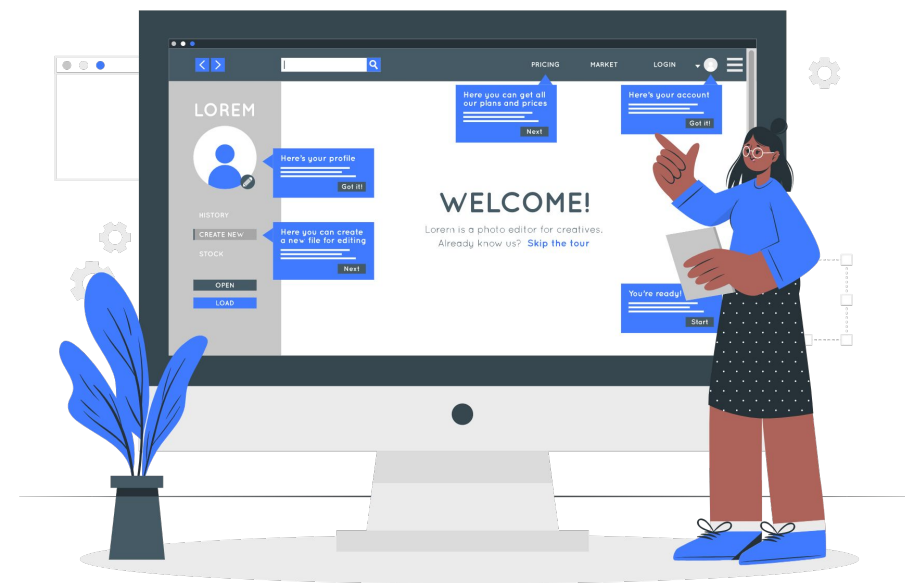 PRICING
MARKET
LOGIN
LOREM
Here you can get all
our plans and prices
Next
Here's your account
Got it!
Here's your profile
Got it!
WELCOME!
Lorem is a photo editor for creatives.
Already know us? Skip the tour
HISTORY
CREATE NEW
STOCK
Here you can create
a new file for editing
Next
OPEN
LOAD
You're ready!
Start